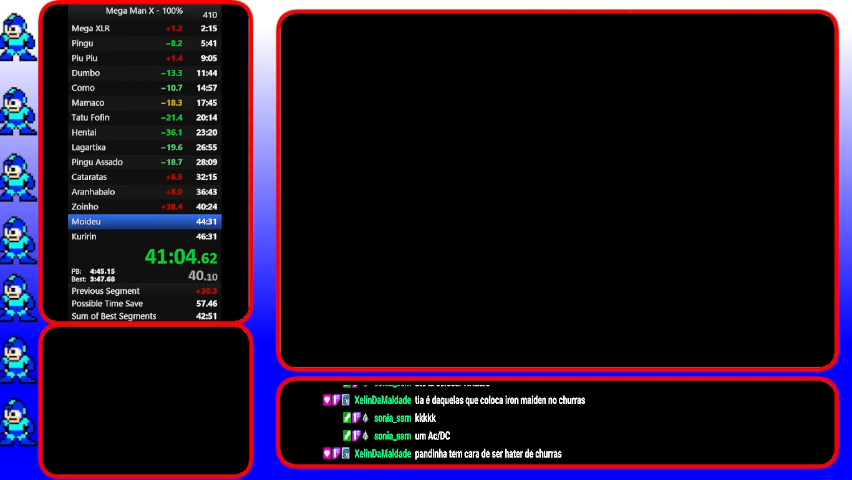 Mega Man X - 100%
410
Mega XLR +1.2 2:15
Pingu −8.2 5:41
Piu Piu +1.4 9:05
Dumbo −13.3 11:44
Corno −10.7 14:57
Mamaco −18.3 17:45
Tatu Fofin −21.4 20:14
Hentai −36.1 23:20
Lagartixa −19.6 26:55
Pingu Assado −18.7 28:09
Cataratas +6.5 32:15
Aranhabalo +8.0 36:43
Zoinho +38.4 40:24
Moideu 44:31
Kuririn 46:31
41:04.62
PB: 4:45.15
Best: 3:47.68
40.10
Previous Segment +30.3
Possible Time Save 57.46
Sum of Best Segments 42:51
XelinDaMaldade tia é daquelas que coloca iron maiden no churras
sonia_ssm kkkkk
sonia_ssm um Ac/DC
XelinDaMaldade pandinha tem cara de ser hater de churras